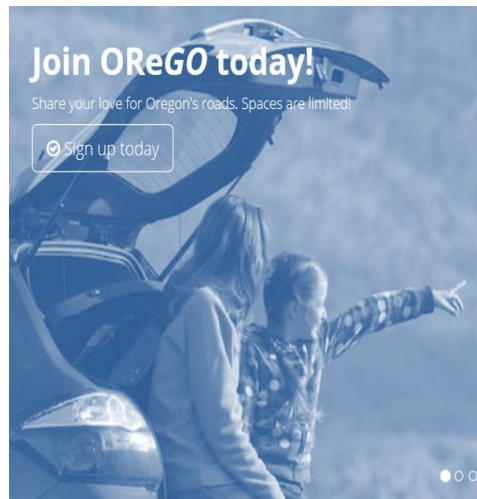 Join OReGO today!
Share your love for Oregon's roads. Spaces are limited!
Sign up today